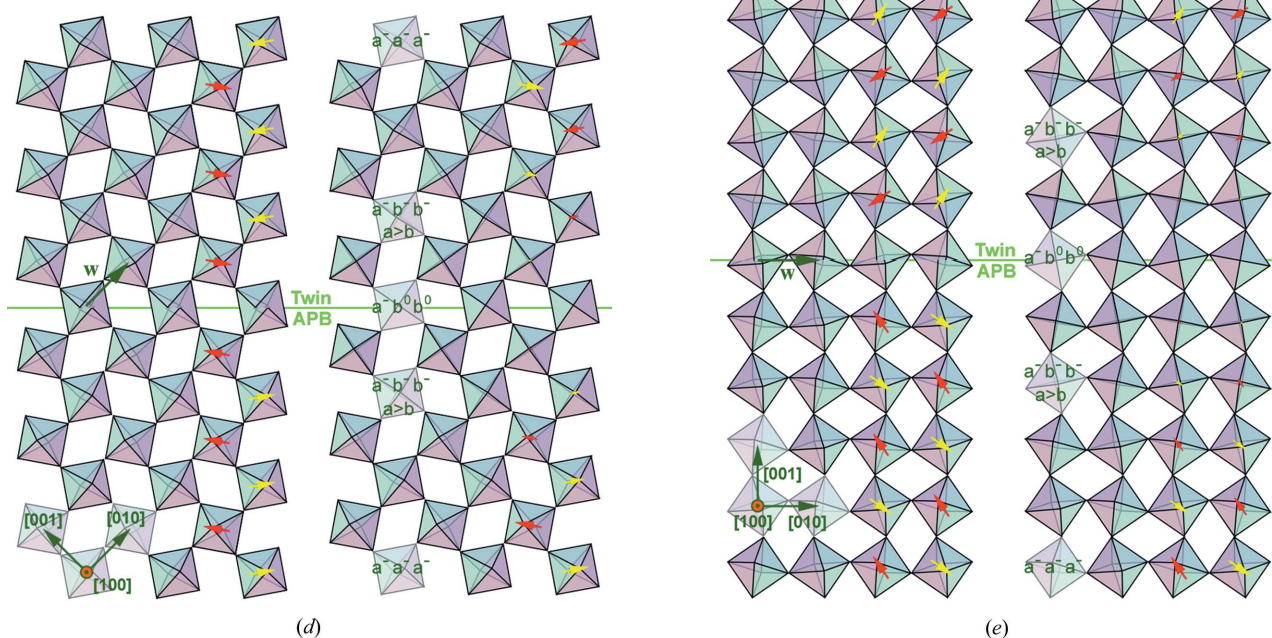 a⁻a⁻a⁻
a⁻b⁻b⁻
a>b
w
Twin
APB
a⁻b⁰b⁰
a⁻b⁻b⁻
a>b
[001]
[010]
[100]
a⁻a⁻a⁻
(d)
a⁻b⁻b⁻
a>b
w
Twin
APB
a⁻b⁰b⁰
a⁻b⁻b⁻
a>b
[001]
[100]
[010]
a⁻a⁻a⁻
(e)